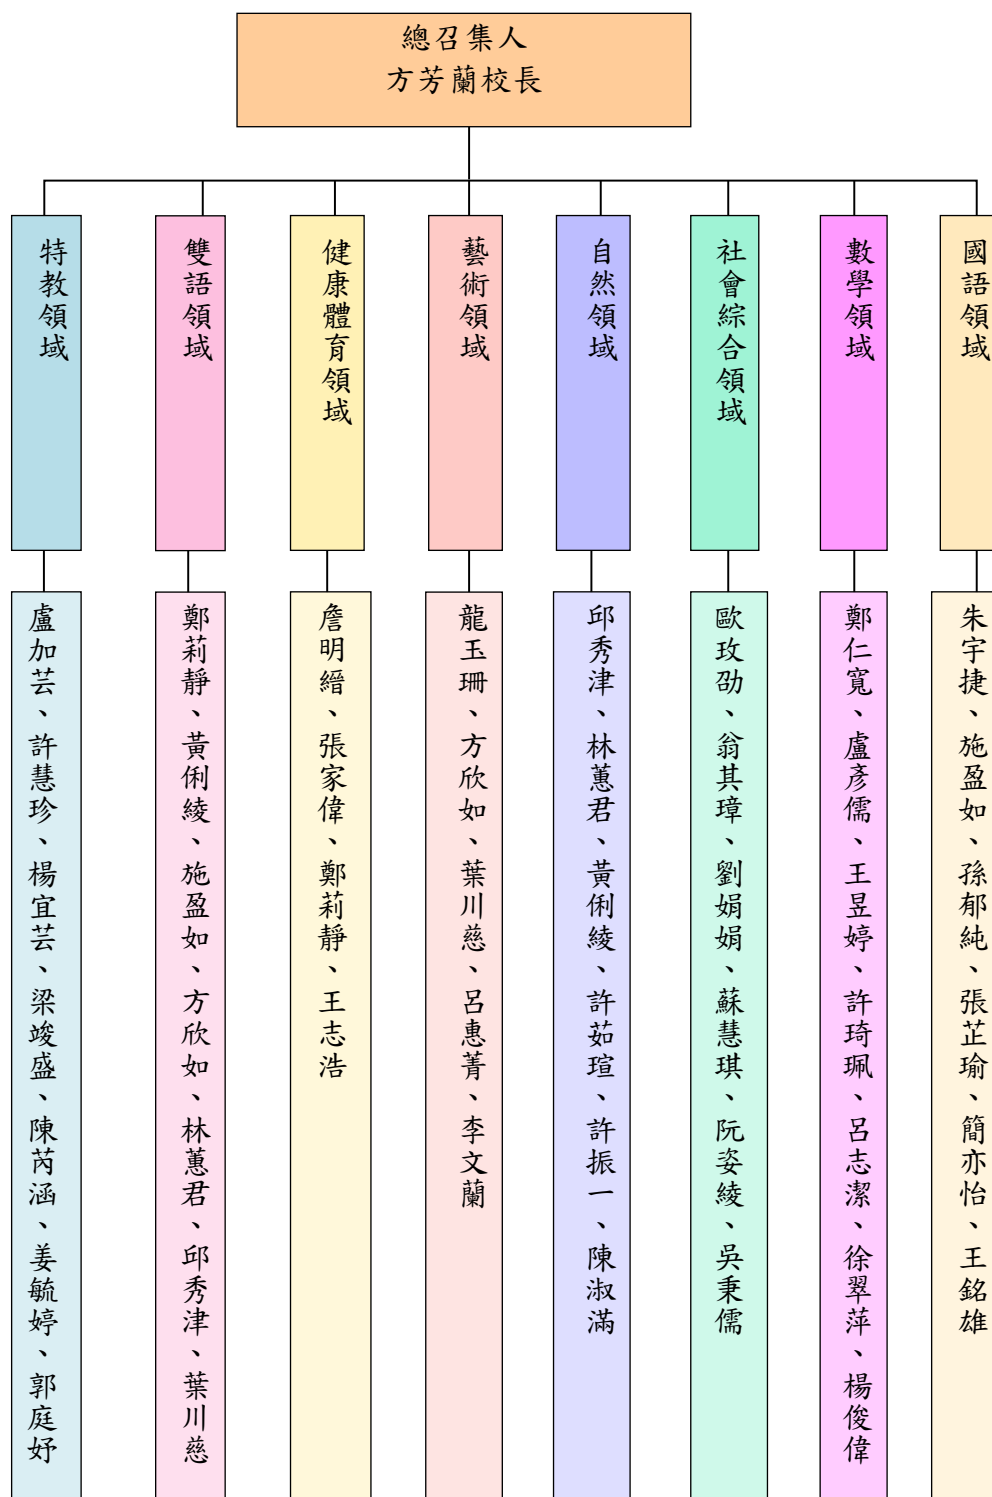 總召集人
方芳蘭校長
國語領域
數學領域
社會綜合領域
自然領域
藝術領域
健康體育領域
雙語領域
特教領域
朱宇捷、施盈如、孫郁純、張芷瑜、簡亦怡、王銘雄
鄭仁寬、盧彥儒、王昱婷、許琦珮、呂志潔、徐翠萍、楊俊偉
歐玫劭、翁其璋、劉娟娟、蘇慧琪、阮姿綾、吳秉儒
邱秀津、林蕙君、黃俐綾、許茹瑄、許振一、陳淑滿
龍玉珊、方欣如、葉川慈、呂惠菁、李文蘭
詹明縉、張家偉、鄭莉靜、王志浩
鄭莉靜、黃俐綾、施盈如、方欣如、林蕙君、邱秀津、葉川慈
盧加芸、許慧珍、楊宜芸、梁竣盛、陳芮涵、姜毓婷、郭庭妤